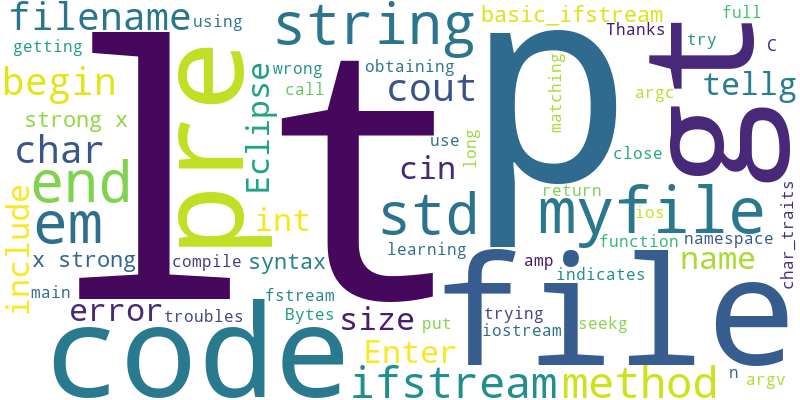 filename
using
string
basic_ifstream
full
Thanks
try
C
getting
begin
pre
Eclipse
wrong
call
obtaining
cout
lt
p
matching
gt
argc
tellg
strong x
char
end
em
include
x strong
main
error
compile
troubles
int
syntax
fstream
Bytes
size
use
long
cin
std
learning
return
myfile
close
ios
function
namespace
char_traits
name
amp
indicates
file
trying
iostream
seekg
put
Enter
code
ifstream
method
n
argv